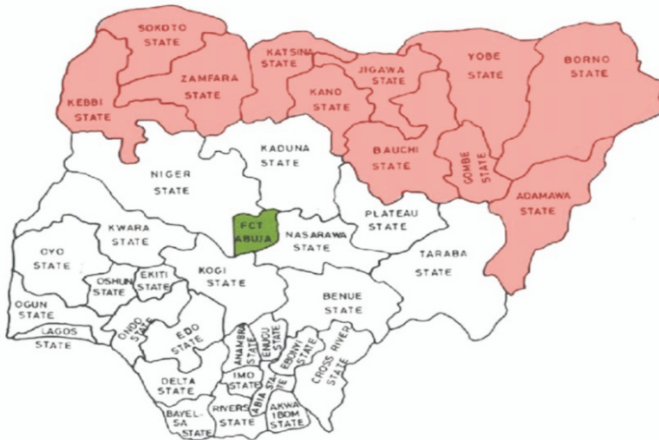 SOKOTO
STATE
KATSINA
STATE
JIGAWA
STATE
YOBE
STATE
BORNO
STATE
ZAMFARA
STATE
KANO
STATE
KEBBI
STATE
BAUCHI
STATE
GOMBE
STATE
ADAMAWA
STATE
KADUNA
STATE
NIGER
STATE
FCT
ABUJA
NASARAWA
STATE
PLATEAU
STATE
TARABA
STATE
KWARA
STATE
OYO
STATE
OSHUN
STATE
EKITI
STATE
KOGI
STATE
BENUE
STATE
OGUN
STATE
LAGOS
STATE
ONDO
STATE
EDO
STATE
ANAMBRA
STATE
ENUGU
STATE
EBONYI
STATE
CROSS RIVER
STATE
DELTA
STATE
IMO
STATE
ABIA STA-
TE
BAYEL-
SA STATE
RIVERS
STATE
AKWA
IBOM
STATE